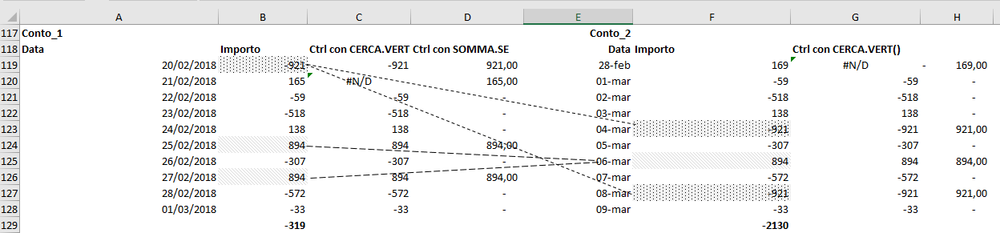 A B C D E F G H
117 Conto_1 Conto_2
118 Data Importo Ctrl con CERCA.VERT Ctrl con SOMMA.SE Data Importo Ctrl con CERCA.VERT()
119 20/02/2018 -921 -921 921,00 28-feb 169 #N/D - 169,00
120 21/02/2018 165 #N/D 165,00 01-mar -59 -59 -
121 22/02/2018 -59 -59 - 02-mar -518 -518 -
122 23/02/2018 -518 -518 - 03-mar 138 138 -
123 24/02/2018 138 138 - 04-mar -921 -921 921,00
124 25/02/2018 894 894 894,00 05-mar -307 -307 -
125 26/02/2018 -307 -307 - 06-mar 894 894 894,00
126 27/02/2018 894 894 894,00 07-mar -572 -572 -
127 28/02/2018 -572 -572 - 08-mar -921 -921 921,00
128 01/03/2018 -33 -33 - 09-mar -33 -33 -
129 -319 -2130